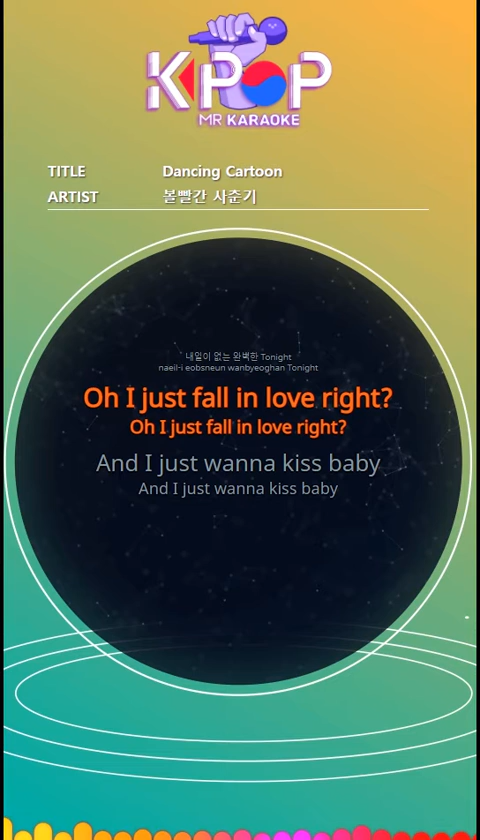 KPOP
MR KARAOKE
TITLE Dancing Cartoon
ARTIST 볼빨간 사춘기
내일이 없는 완벽한 Tonight
naeil-i eobsneun wanbyeoghan Tonight
Oh I just fall in love right?
Oh I just fall in love right?
And I just wanna kiss baby
And I just wanna kiss baby